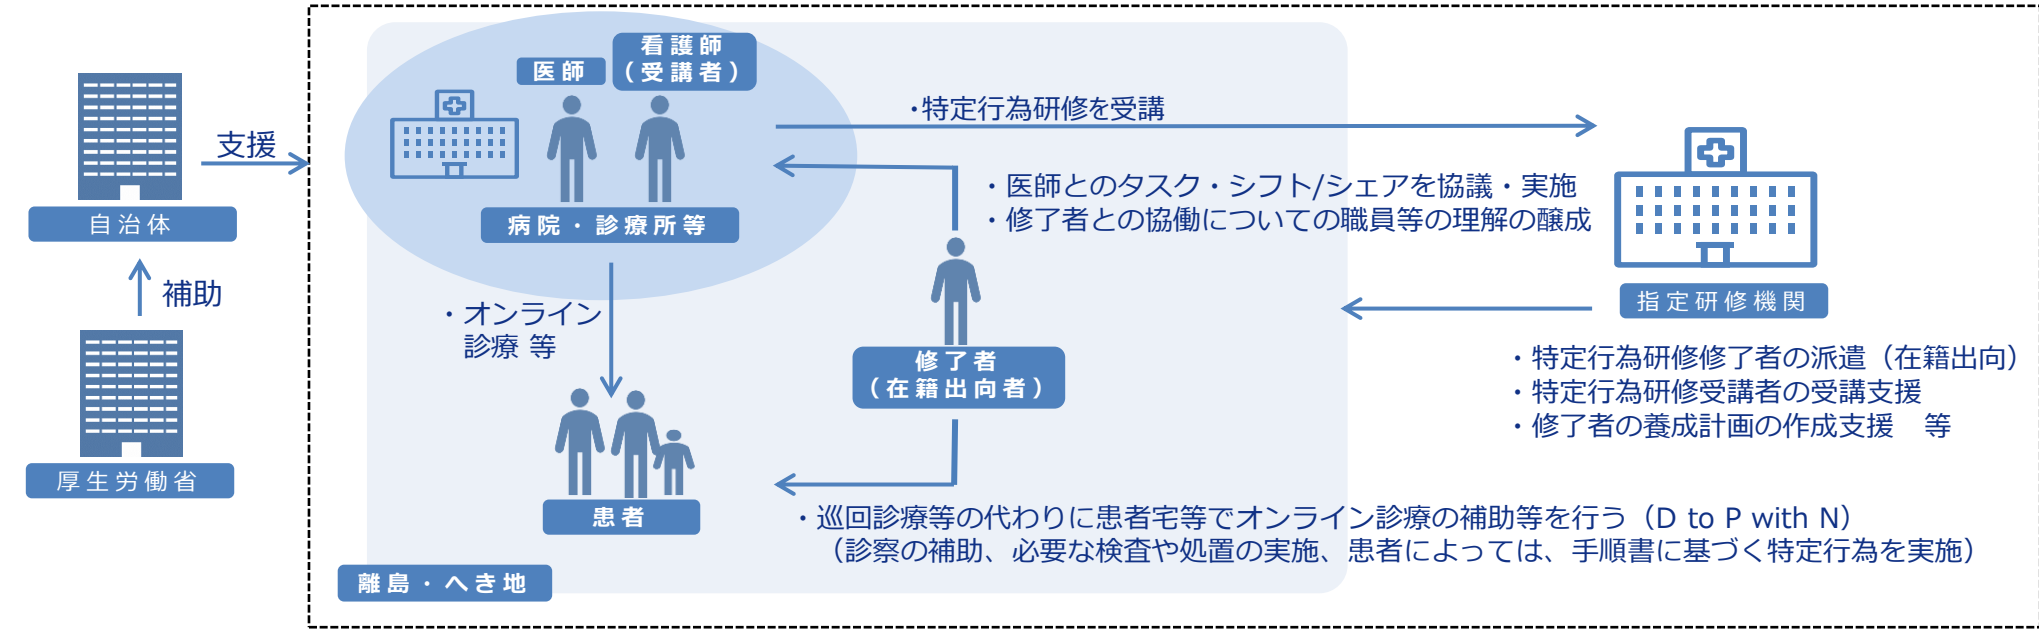 自治体
支援
補助
厚生労働省
医師
看護師
（受講者）
病院・診療所等
・オンライン
診療 等
患者
離島・へき地
・特定行為研修を受講
・医師とのタスク・シフト/シェアを協議・実施
・修了者との協働についての職員等の理解の醸成
修了者
（在籍出向者）
指定研修機関
・特定行為研修修了者の派遣（在籍出向）
・特定行為研修受講者の受講支援
・修了者の養成計画の作成支援　等
・巡回診療等の代わりに患者宅等でオンライン診療の補助等を行う（D to P with N）
（診察の補助、必要な検査や処置の実施、患者によっては、手順書に基づく特定行為を実施）